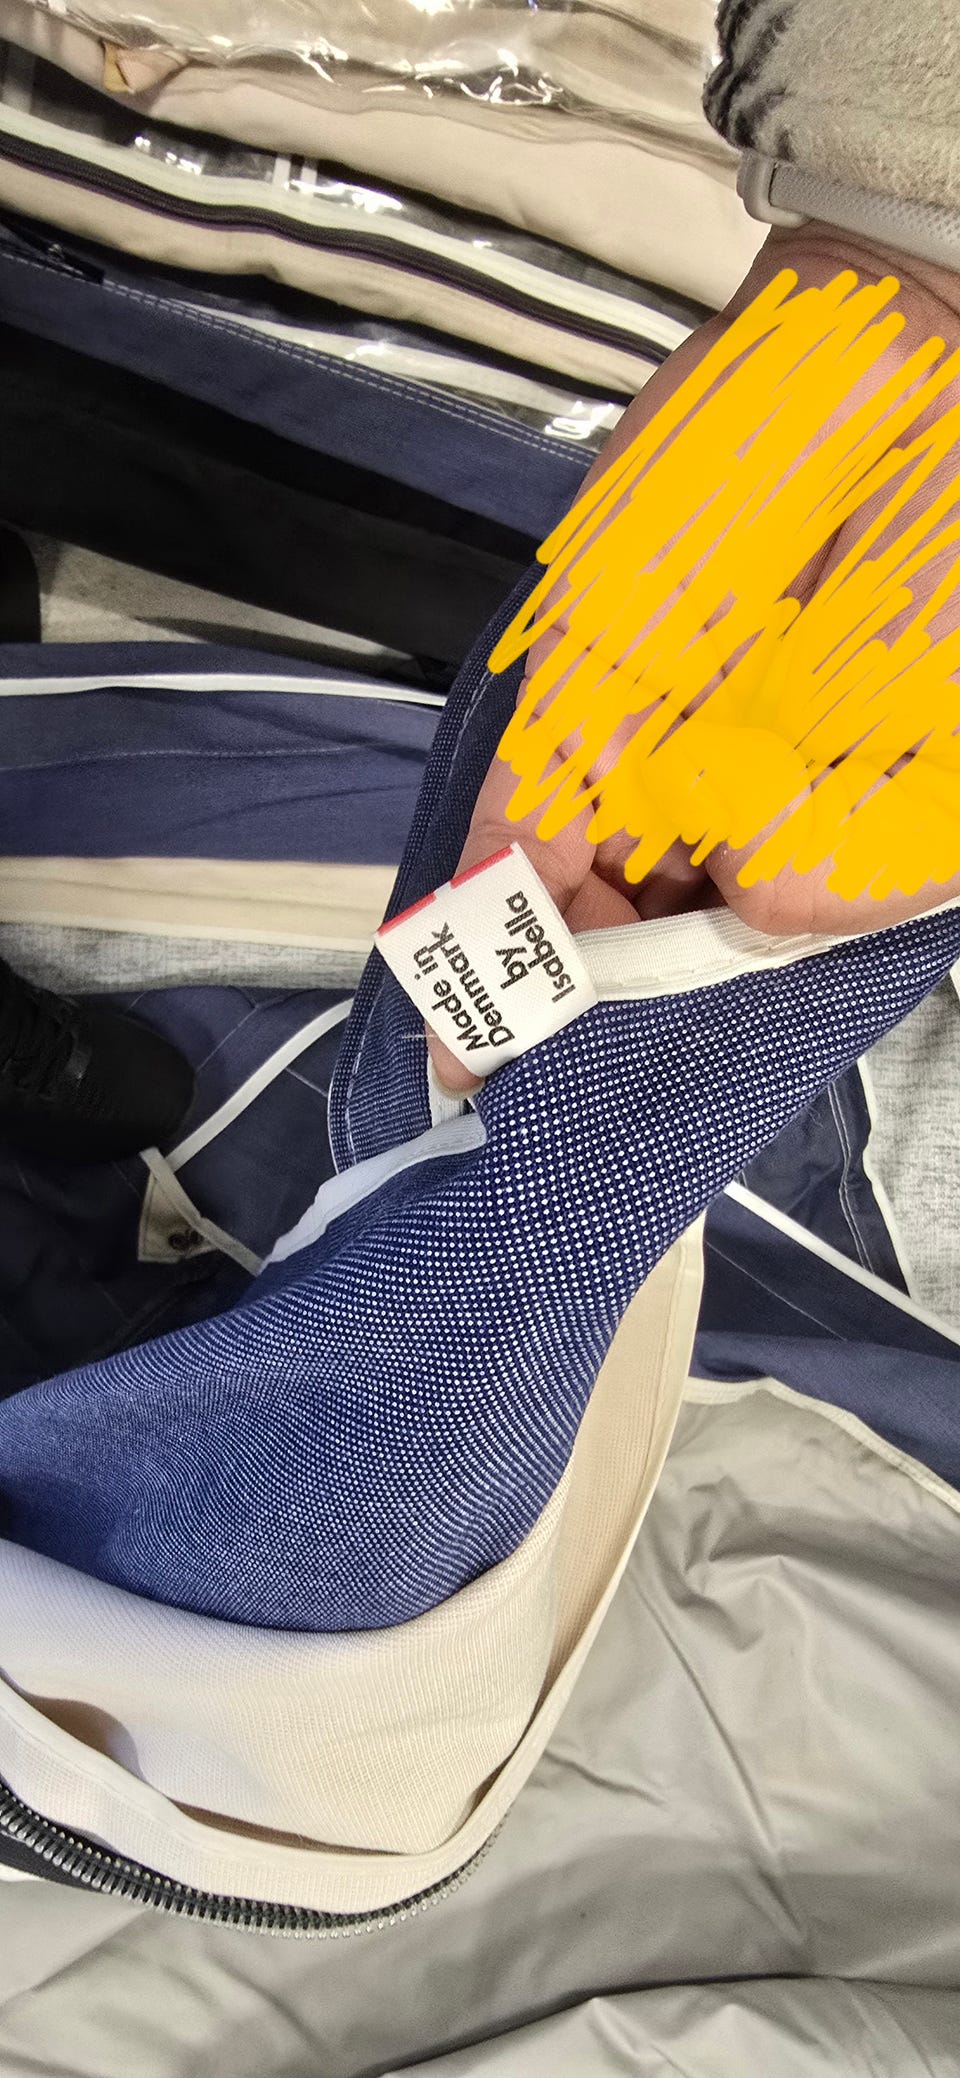 Made in
Denmark
by
Isabella